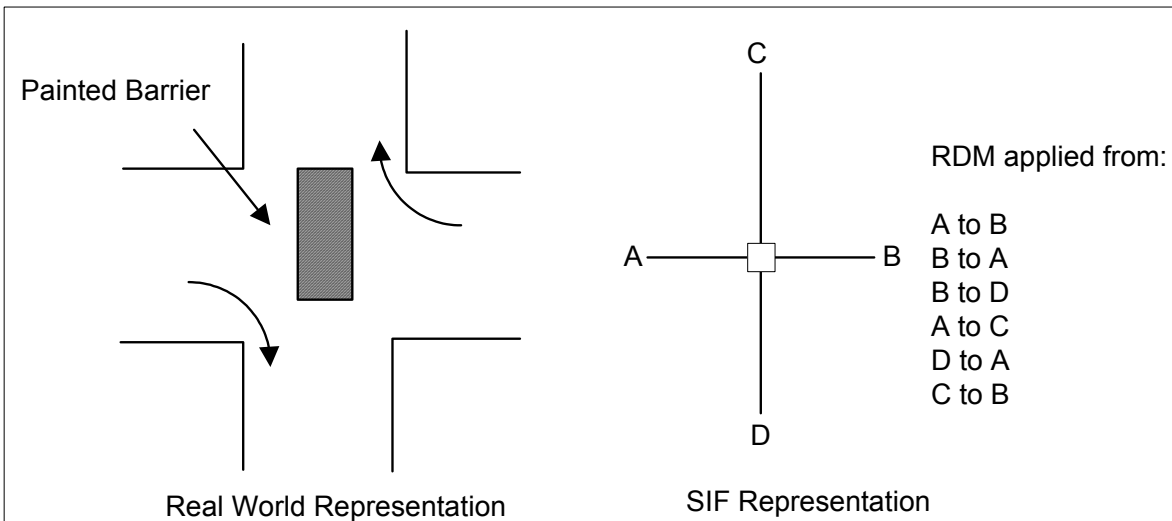 Painted Barrier
Real World Representation
C
A
B
D
SIF Representation
RDM applied from:
A to B
B to A
B to D
A to C
D to A
C to B